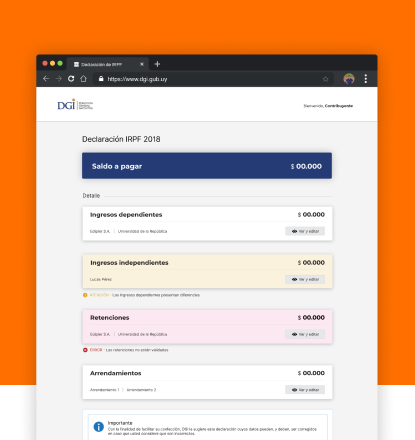 Declaración de IRPF
https://www.dgi.gub.uy
DGI
Bienvenido, Contribuyente
Declaración IRPF 2018
Saldo a pagar $ 00.000
Detalle
Ingresos dependientes $ 00.000
S.A. | Universidad de la República Ver y editar
Ingresos independientes $ 00.000
Lucas Pérez Ver y editar
ATENCIÓN - Los ingresos dependientes presentan diferencias
Retenciones $ 00.000
S.A. | Universidad de la República Ver y editar
ERROR - Las retenciones no están validadas
Arrendamientos $ 00.000
Arrendamiento 1 | Arrendamiento 2 Ver y editar
Importante
Con la finalidad de facilitar su confección, DGI le sugiere esta declaración cuyos datos pueden, y deben, ser corregidos
en caso que usted considere que son incorrectos.